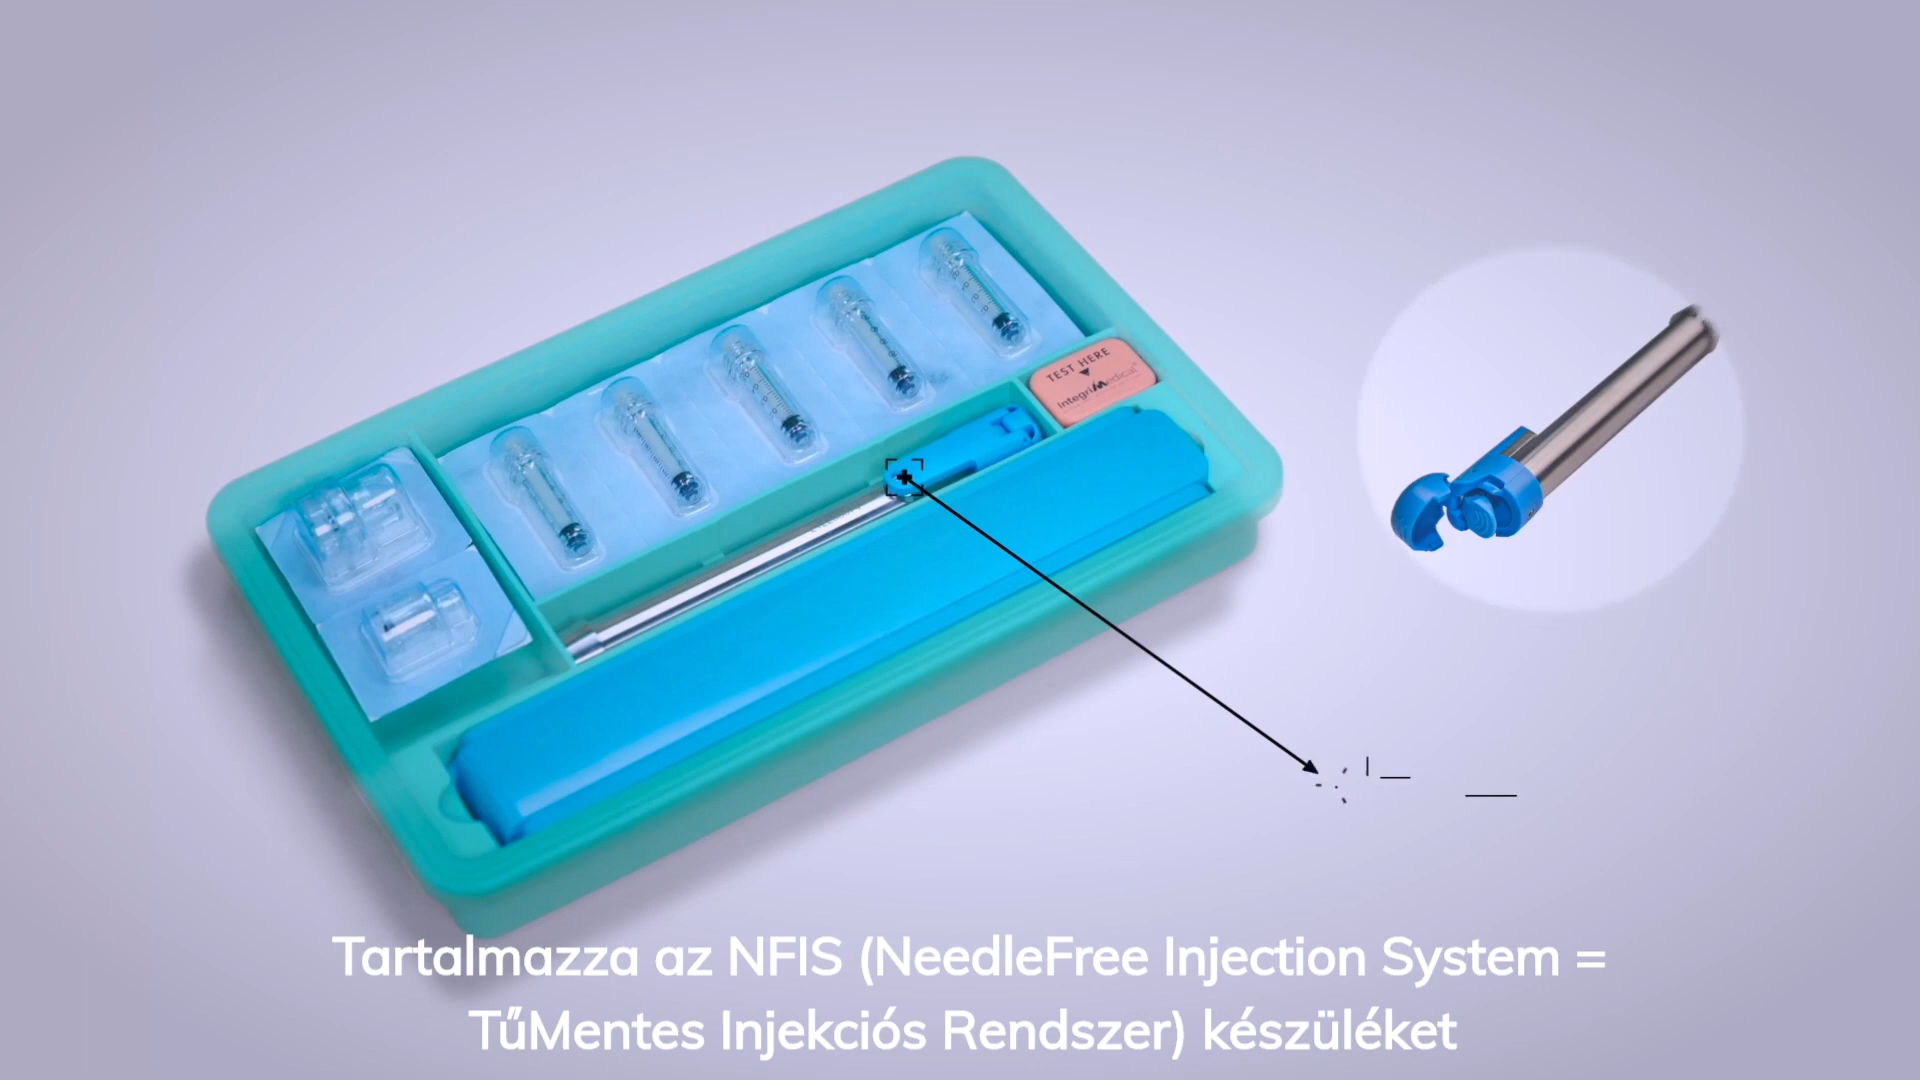 TEST HERE
IntegriMedical
Tartalmazza az NFIS (NeedleFree Injection System =
TűMentes Injekciós Rendszer) készüléket